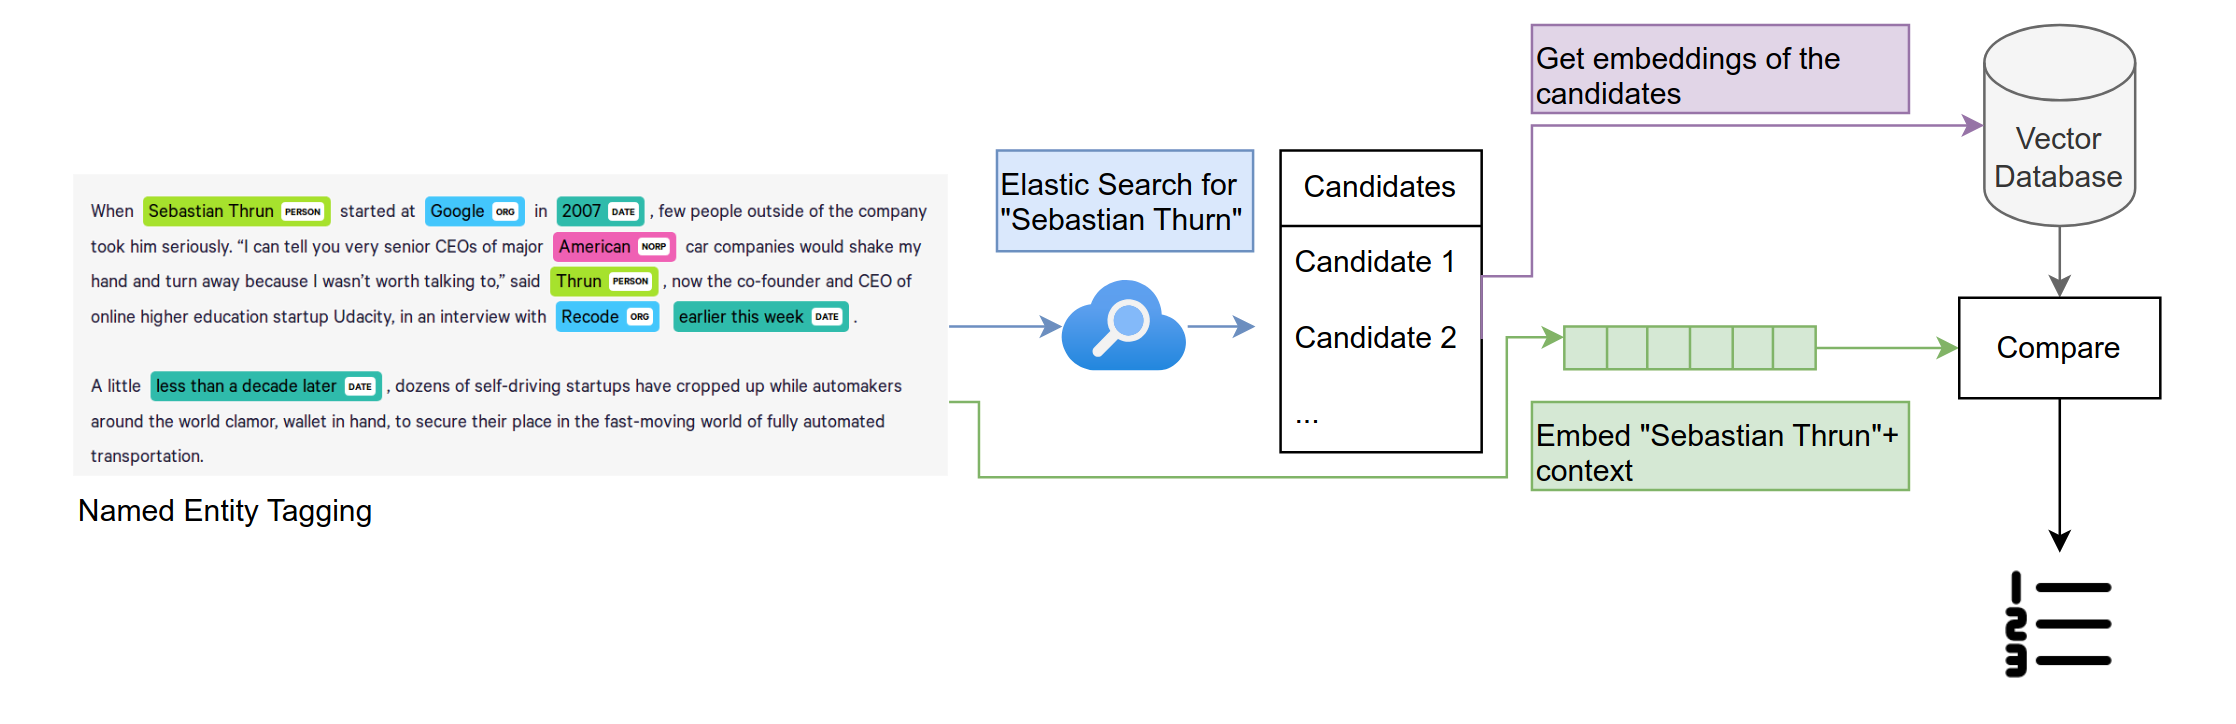 When Sebastian Thrun PERSON started at Google ORG in 2007 DATE , few people outside of the company
took him seriously. “I can tell you very senior CEOs of major American NORP car companies would shake my
hand and turn away because I wasn’t worth talking to,” said Thrun PERSON , now the co-founder and CEO of
online higher education startup Udacity, in an interview with Recode ORG earlier this week DATE .
A little less than a decade later DATE , dozens of self-driving startups have cropped up while automakers
around the world clamor, wallet in hand, to secure their place in the fast-moving world of fully automated
transportation.
Named Entity Tagging
Elastic Search for
"Sebastian Thurn"
Candidates
Candidate 1
Candidate 2
...
Get embeddings of the
candidates
Embed "Sebastian Thrun"+
context
Vector
Database
Compare
1
2
3